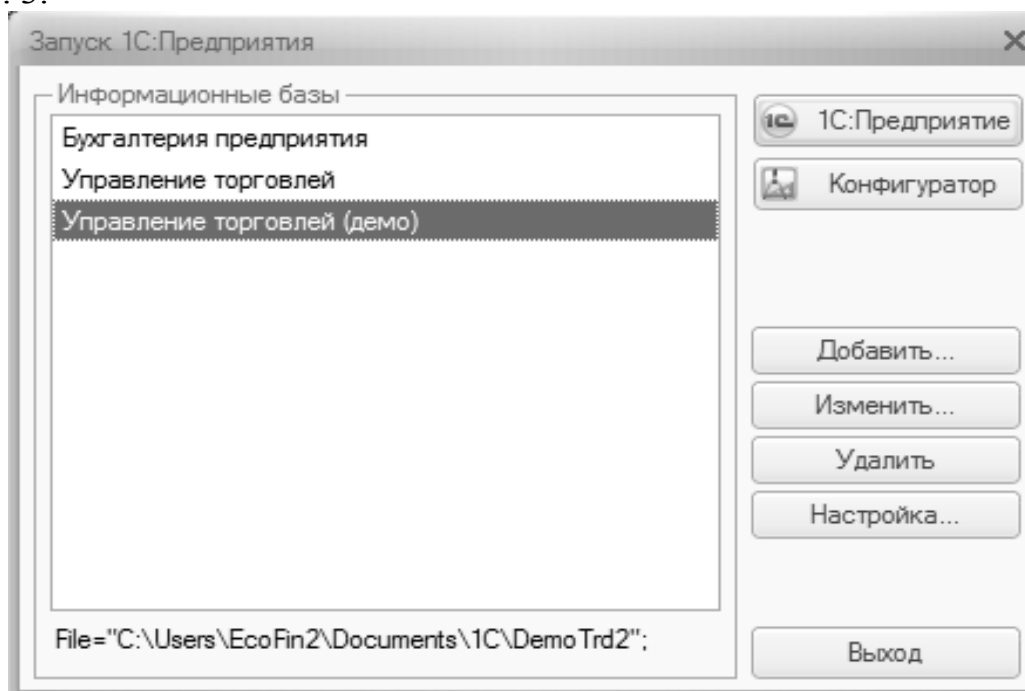 Запуск 1С:Предприятия
Информационные базы
Бухгалтерия предприятия
Управление торговлей
Управление торговлей (демо)
File="C:\Users\EcoFin2\Documents\1C\DemoTrd2";
1С:Предприятие
Конфигуратор
Добавить...
Изменить...
Удалить
Настройка...
Выход